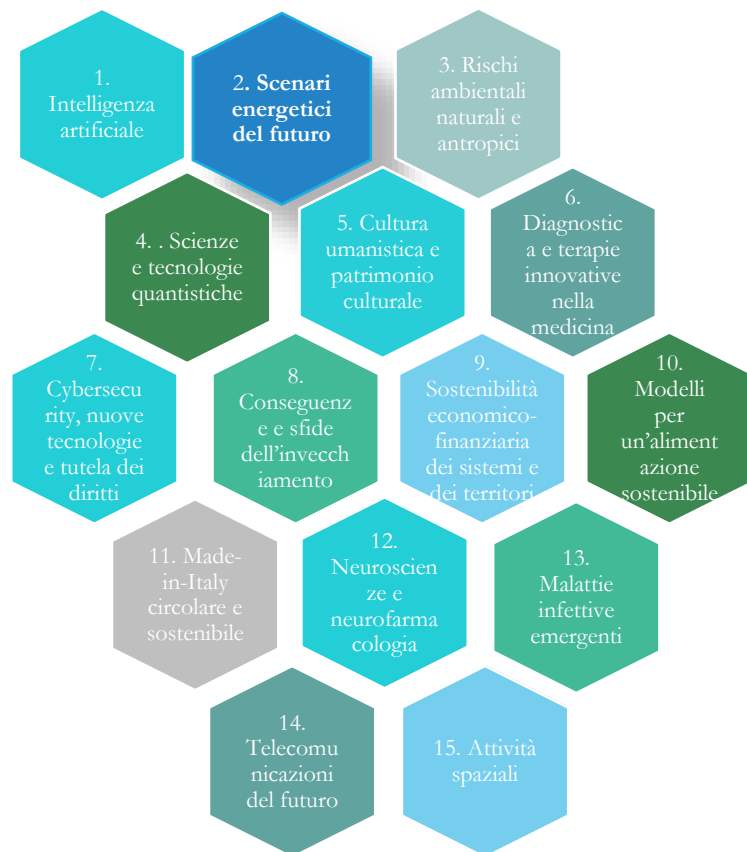 1.
Intelligenza
artificiale
2. Scenari
energetici
del futuro
3. Rischi
ambientali
naturali e
antropici
4. . Scienze
e tecnologie
quantistiche
5. Cultura
umanistica e
patrimonio
culturale
6.
Diagnostic
a e terapie
innovative
nella
medicina
7.
Cybersecu
rity, nuove
tecnologie
e tutela dei
diritti
8.
Conseguenz
e e sfide
dell’invecch
iamento
9.
Sostenibilità
economico-
finanziaria
dei sistemi e
dei territori
10.
Modelli
per
un’aliment
azione
sostenibile
11. Made-
in-Italy
circolare e
sostenibile
12.
Neuroscien
ze e
neurofarma
cologia
13.
Malattie
infettive
emergenti
14.
Telecomu
nicazioni
del futuro
15. Attività
spaziali